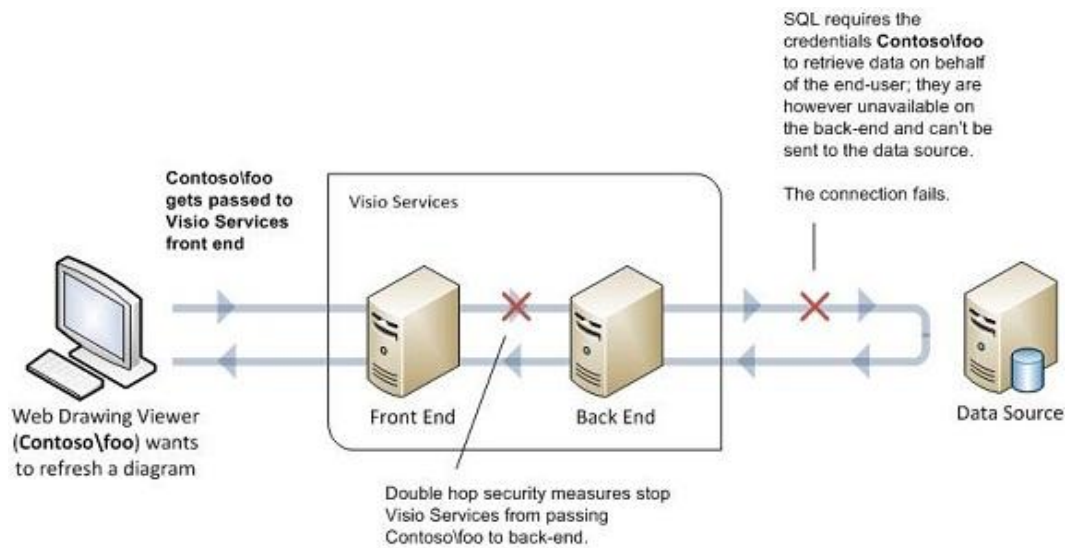 SQL requires the
credentials Contoso\foo
to retrieve data on behalf
of the end-user; they are
however unavailable on
the back-end and can't be
sent to the data source.
The connection fails.
Contoso\foo
gets passed to
Visio Services
front end
Visio Services
Front End
Back End
Data Source
Web Drawing Viewer
(Contoso\foo) wants
to refresh a diagram
Double hop security measures stop
Visio Services from passing
Contoso\foo to back-end.